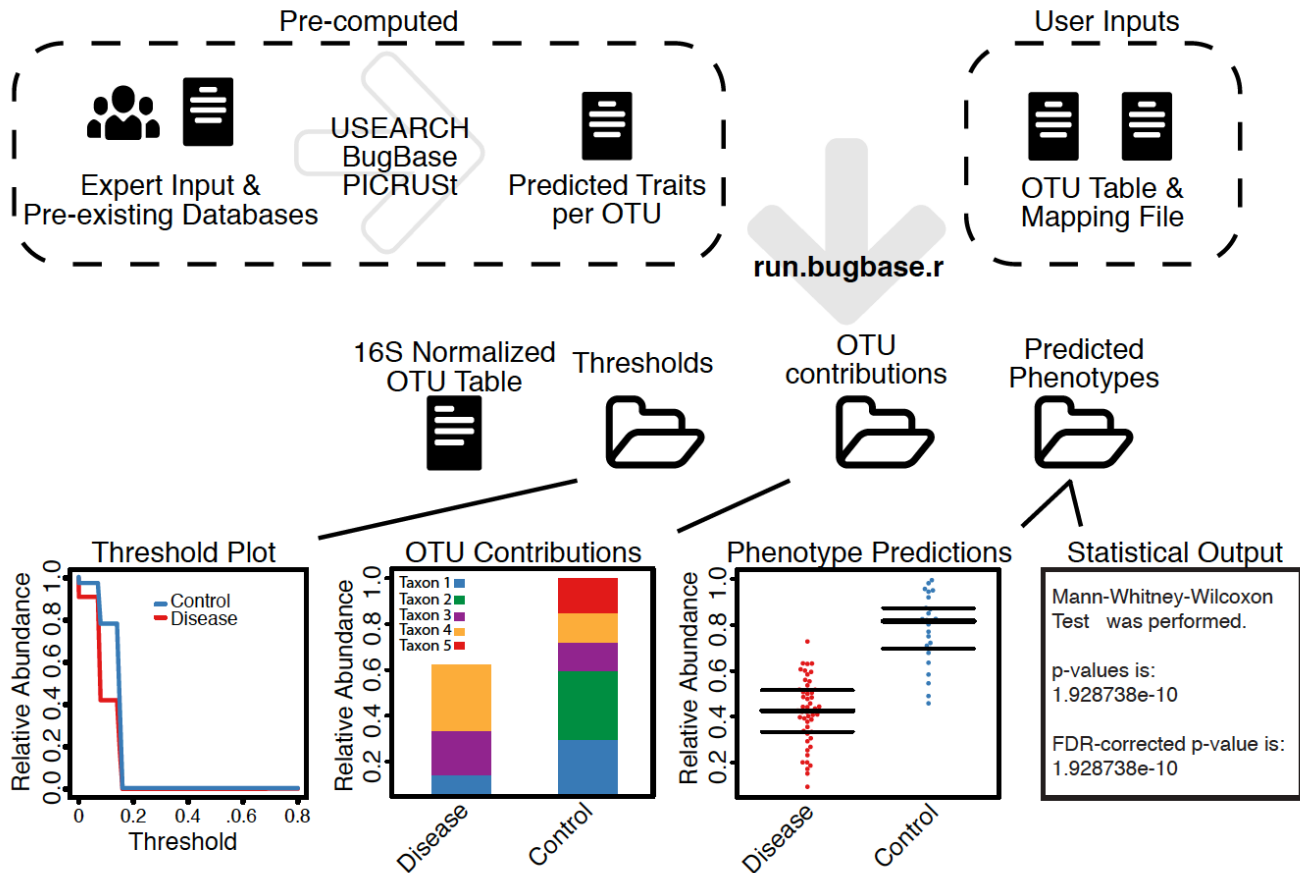 Pre-computed
User Inputs
USEARCH
BugBase
PICRUSt
Expert Input &
Pre-existing Databases
Predicted Traits
per OTU
OTU Table &
Mapping File
run.bugbase.r
16S Normalized
OTU Table
Thresholds
OTU
contributions
Predicted
Phenotypes
Threshold Plot
Relative Abundance
1.0
0.8
0.6
0.4
0.2
0.0
Control
Disease
0
0.2
0.4
.06
0.8
Threshold
OTU Contributions
Relative Abundance
1.0
0.8
0.6
0.4
0.2
Taxon 1
Taxon 2
Taxon 3
Taxon 4
Taxon 5
Disease
Control
Phenotype Predictions
Relative Abundance
1.0
0.8
0.6
0.4
0.2
Disease
Control
Statistical Output
Mann-Whitney-Wilcoxon
Test was performed.
p-values is:
1.928738e-10
FDR-corrected p-value is:
1.928738e-10